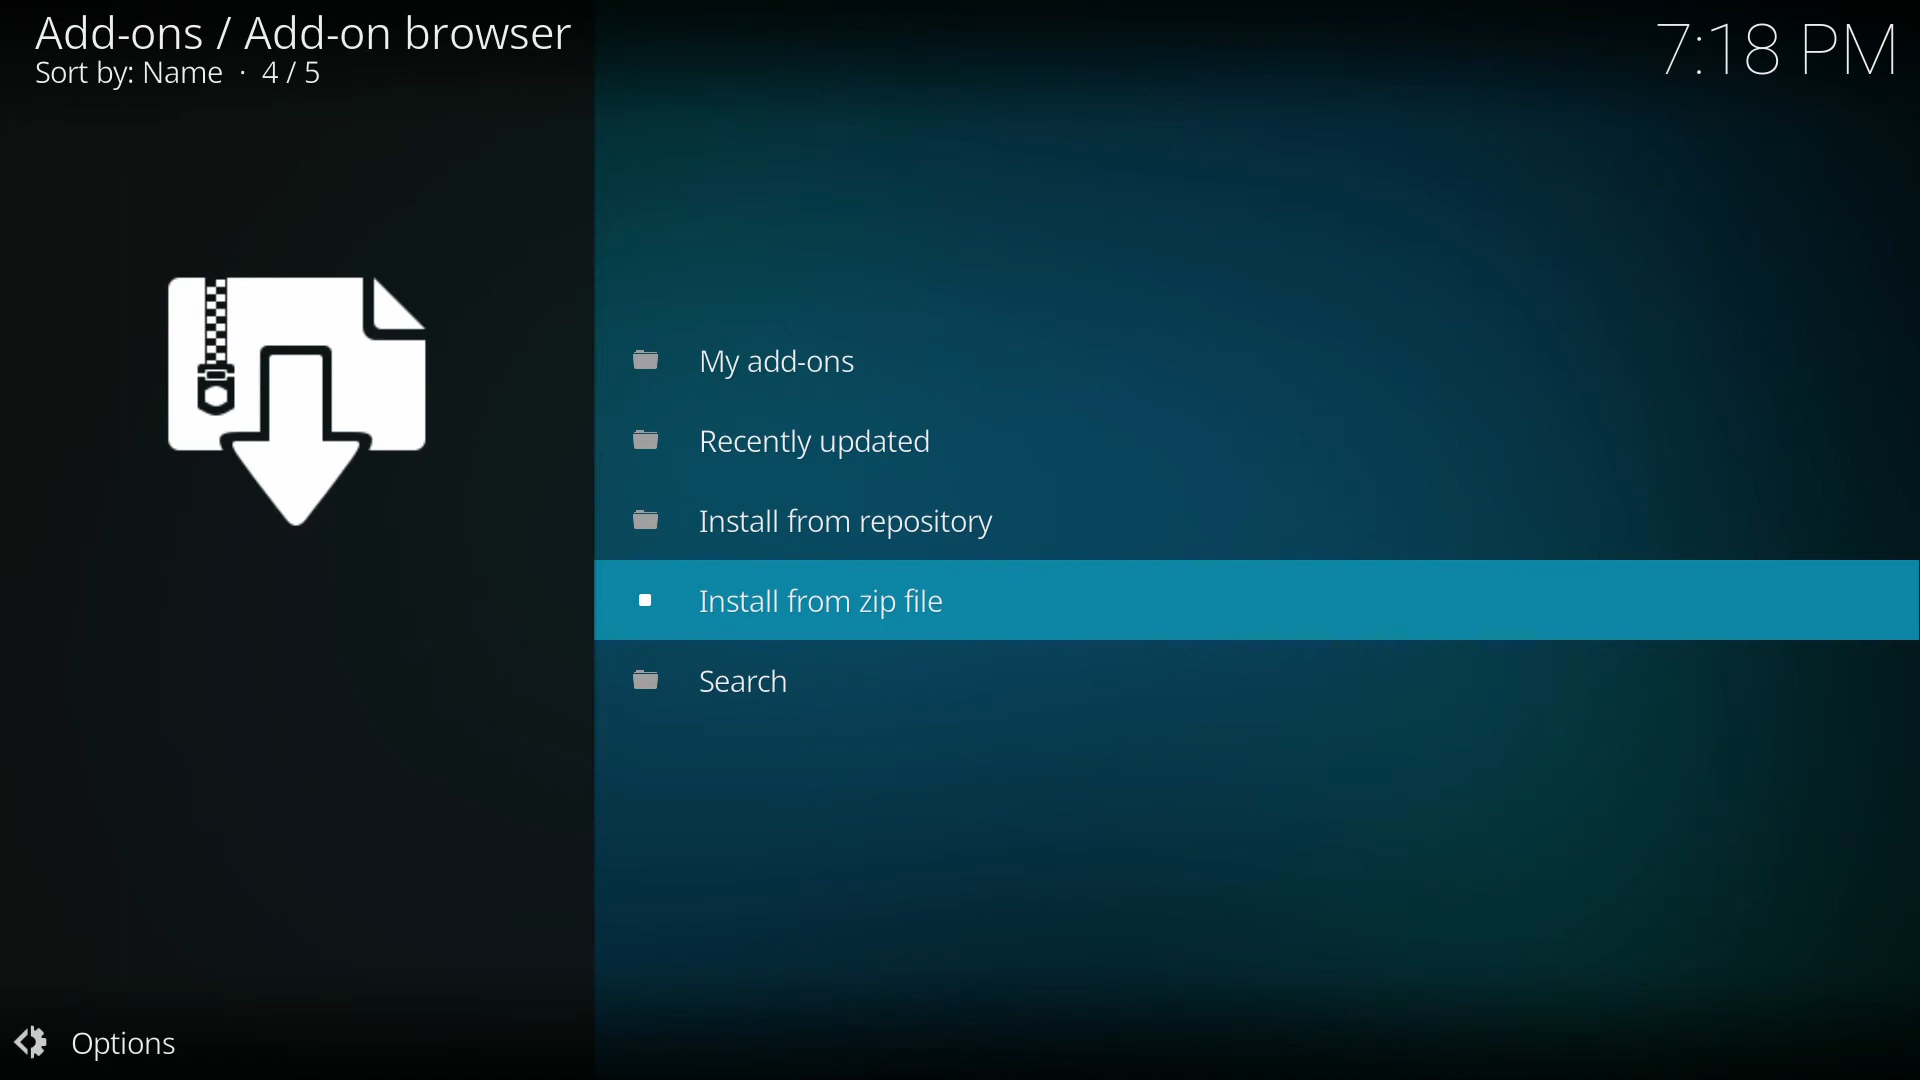 Add-ons / Add-on browser
Sort by: Name · 4 / 5
7:18 PM
My add-ons
Recently updated
Install from repository
Install from zip file
Search
Options